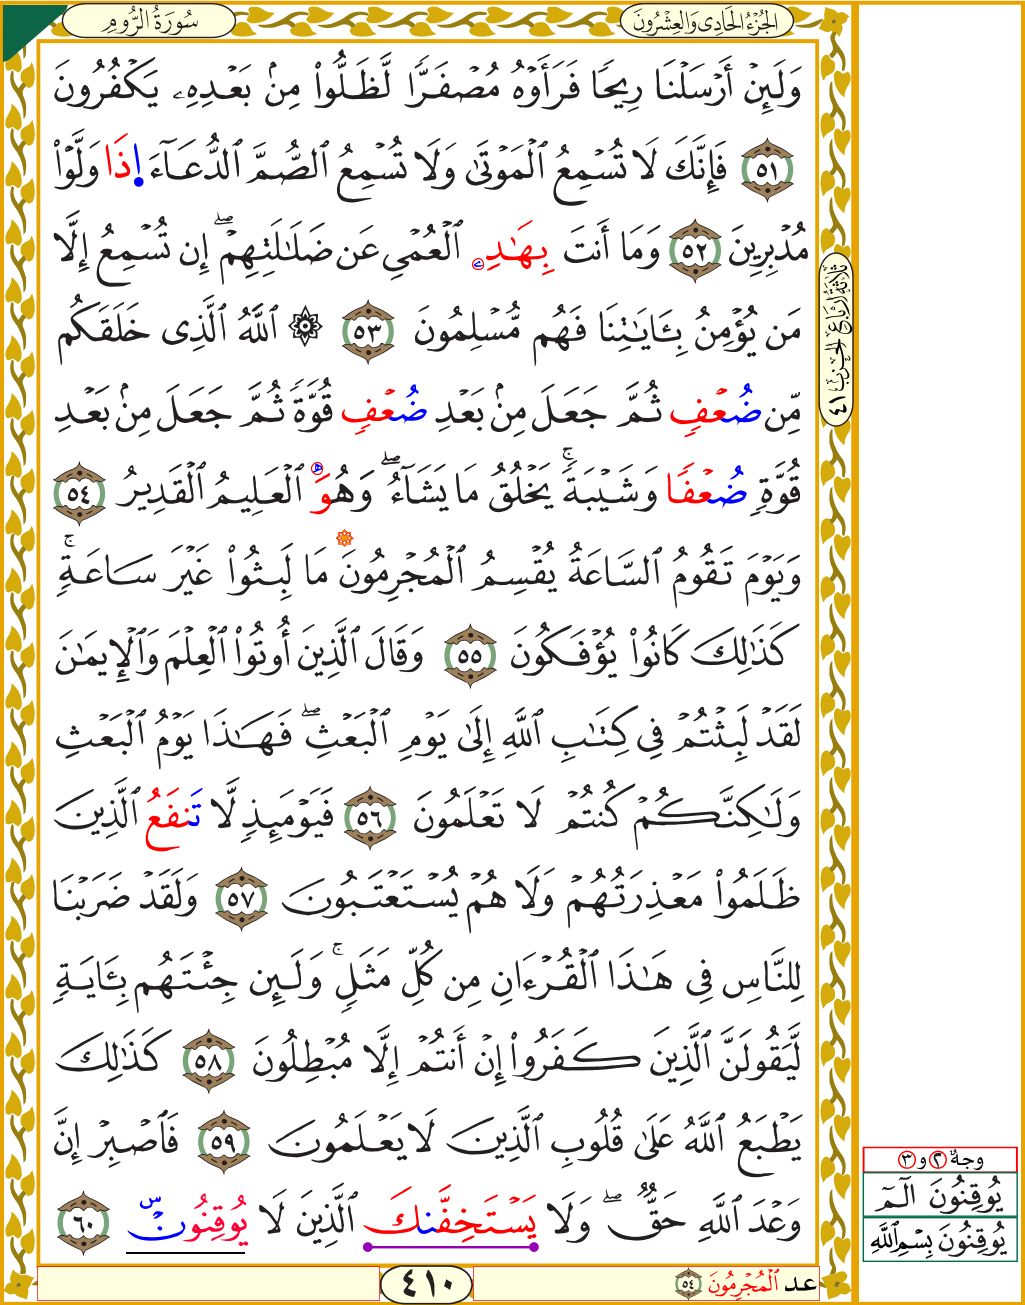 سُورَةُ الرُّومِ
الجُزْءُ الحَادِي وَالعِشْرُونَ
وَلَئِنْ أَرْسَلْنَا رِيحًا فَرَأَوْهُ مُصْفَرًّا لَّظَلُّوا۟ مِنۢ بَعْدِهِۦ يَكْفُرُونَ
٥١ فَإِنَّكَ لَا تُسْمِعُ ٱلْمَوْتَىٰ وَلَا تُسْمِعُ ٱلصُّمَّ ٱلدُّعَآءَ إِذَا وَلَّوْا۟
مُدْبِرِينَ ٥٢ وَمَا أَنتَ بِهَـٰدِے ٱلْعُمْىِ عَن ضَلَـٰلَتِهِمْ ۖ إِن تُسْمِعُ إِلَّا
مَن يُؤْمِنُ بِـَٔايَـٰتِنَا فَهُم مُّسْلِمُونَ ٥٣ ۞ ٱللَّهُ ٱلَّذِى خَلَقَكُم
مِّن ضُعْفٍ ثُمَّ جَعَلَ مِنۢ بَعْدِ ضُعْفٍ قُوَّةً ثُمَّ جَعَلَ مِنۢ بَعْدِ
قُوَّةٍ ضُعْفًا وَشَيْبَةً ۚ يَخْلُقُ مَا يَشَآءُ ۖ وَهُوَ ٱلْعَلِيمُ ٱلْقَدِيرُ ٥٤
وَيَوْمَ تَقُومُ ٱلسَّاعَةُ يُقْسِمُ ٱلْمُجْرِمُونَ مَا لَبِثُوا۟ غَيْرَ سَاعَةٍ ۚ
كَذَٰلِكَ كَانُوا۟ يُؤْفَكُونَ ٥٥ وَقَالَ ٱلَّذِينَ أُوتُوا۟ ٱلْعِلْمَ وَٱلْإِيمَـٰنَ
لَقَدْ لَبِثْتُمْ فِى كِتَـٰبِ ٱللَّهِ إِلَىٰ يَوْمِ ٱلْبَعْثِ ۖ فَهَـٰذَا يَوْمُ ٱلْبَعْثِ
وَلَـٰكِنَّكُمْ كُنتُمْ لَا تَعْلَمُونَ ٥٦ فَيَوْمَئِذٍ لَّا تَنفَعُ ٱلَّذِينَ
ظَلَمُوا۟ مَعْذِرَتُهُمْ وَلَا هُمْ يُسْتَعْتَبُونَ ٥٧ وَلَقَدْ ضَرَبْنَا
لِلنَّاسِ فِى هَـٰذَا ٱلْقُرْءَانِ مِن كُلِّ مَثَلٍ ۚ وَلَئِن جِئْتَهُم بِـَٔايَةٍ
لَّيَقُولَنَّ ٱلَّذِينَ كَفَرُوا۟ إِنْ أَنتُمْ إِلَّا مُبْطِلُونَ ٥٨ كَذَٰلِكَ
يَطْبَعُ ٱللَّهُ عَلَىٰ قُلُوبِ ٱلَّذِينَ لَا يَعْلَمُونَ ٥٩ فَٱصْبِرْ إِنَّ
وَعْدَ ٱللَّهِ حَقٌّ ۖ وَلَا يَسْتَخِفَّنكَ ٱلَّذِينَ لَا يُوقِنُونَ ٦٠
ثلاثة أرباع الحزب ٤١
وجهٌ ٢ و ٣
يُوقِنُونَ الٓمٓ
يُوقِنُونَ بِسْمِ ٱللَّهِ
٤١٠
عد ٱلْمُجْرِمُونَ ٥٤